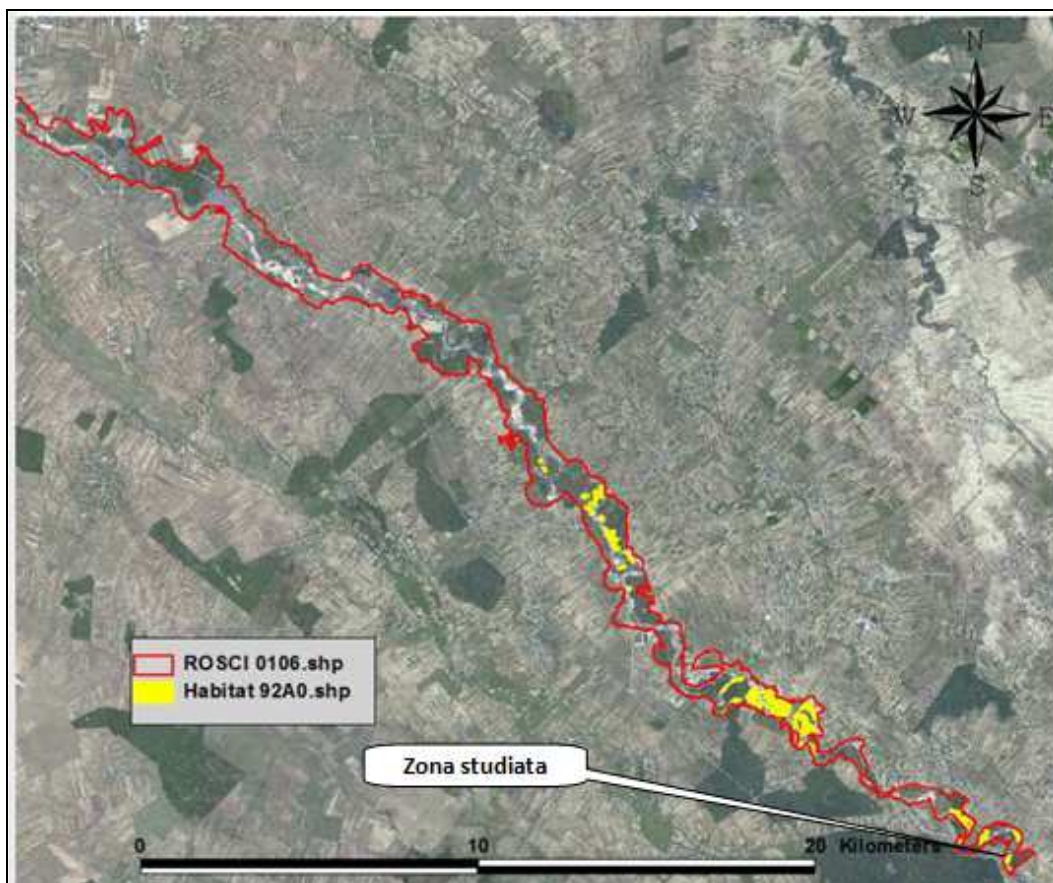 N
W E
S
ROSCI 0106.shp
Habitat 92A0.shp
Zona studiata
0 10 20 Kilometers